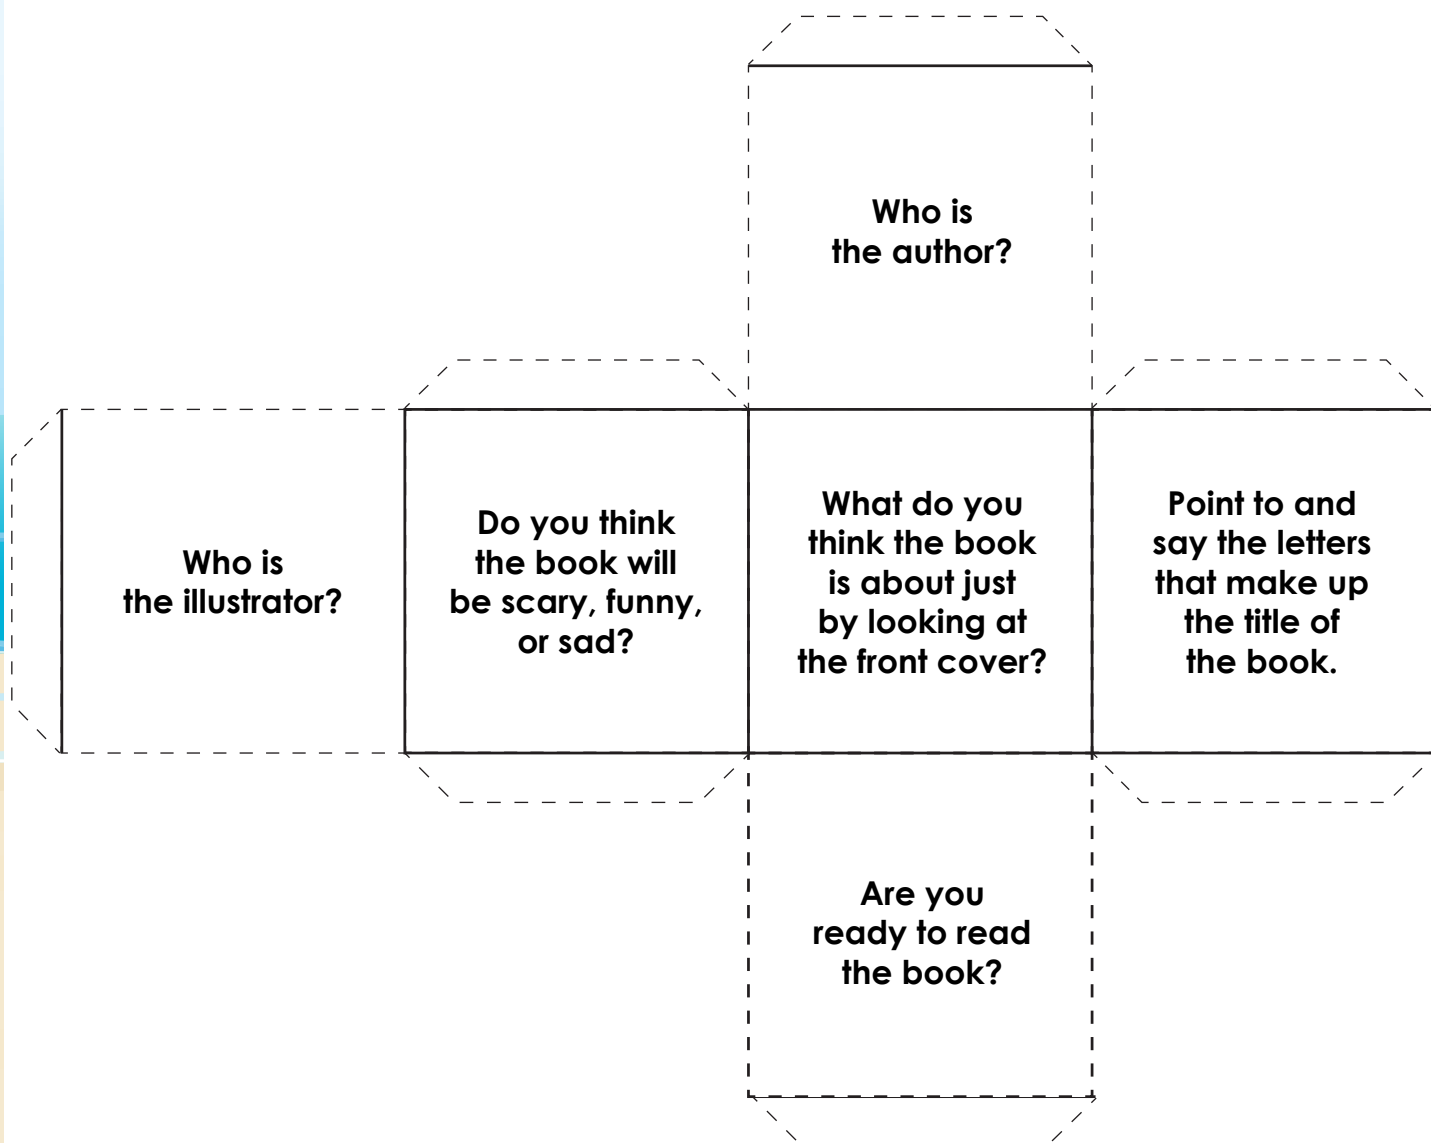 Who is
the author?
Who is
the illustrator?
Do you think
the book will
be scary, funny,
or sad?
What do you
think the book
is about just
by looking at
the front cover?
Point to and
say the letters
that make up
the title of
the book.
Are you
ready to read
the book?